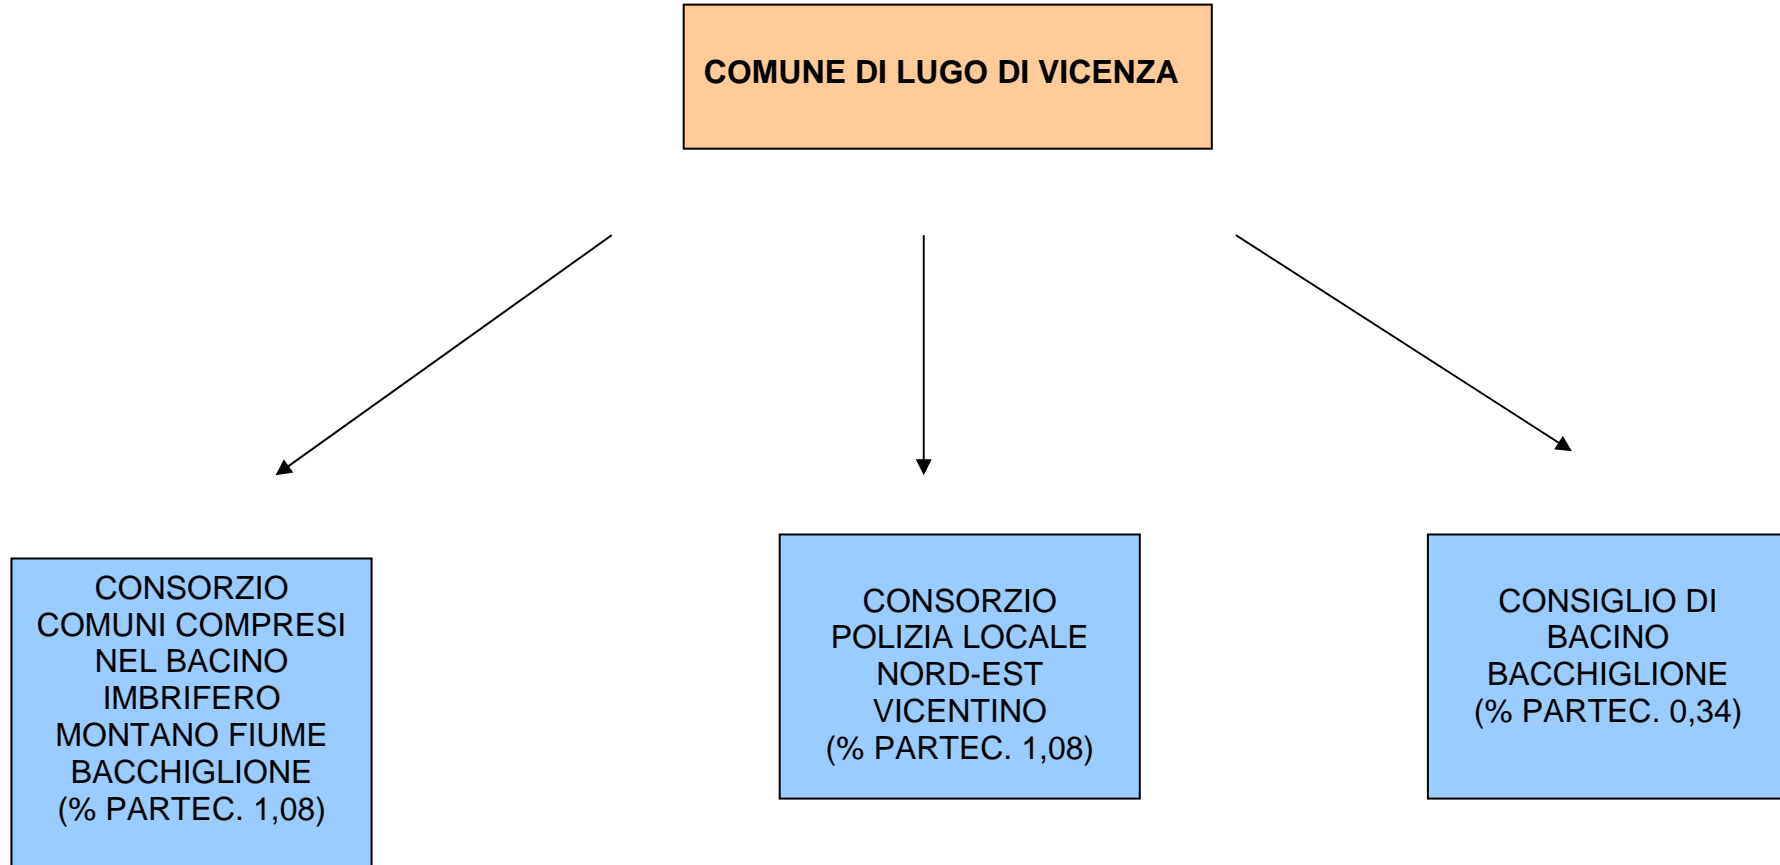 COMUNE DI LUGO DI VICENZA
CONSORZIO
COMUNI COMPRESI
NEL BACINO
IMBRIFERO
MONTANO FIUME
BACCHIGLIONE
(% PARTEC. 1,08)
CONSORZIO
POLIZIA LOCALE
NORD-EST
VICENTINO
(% PARTEC. 1,08)
CONSIGLIO DI
BACINO
BACCHIGLIONE
(% PARTEC. 0,34)